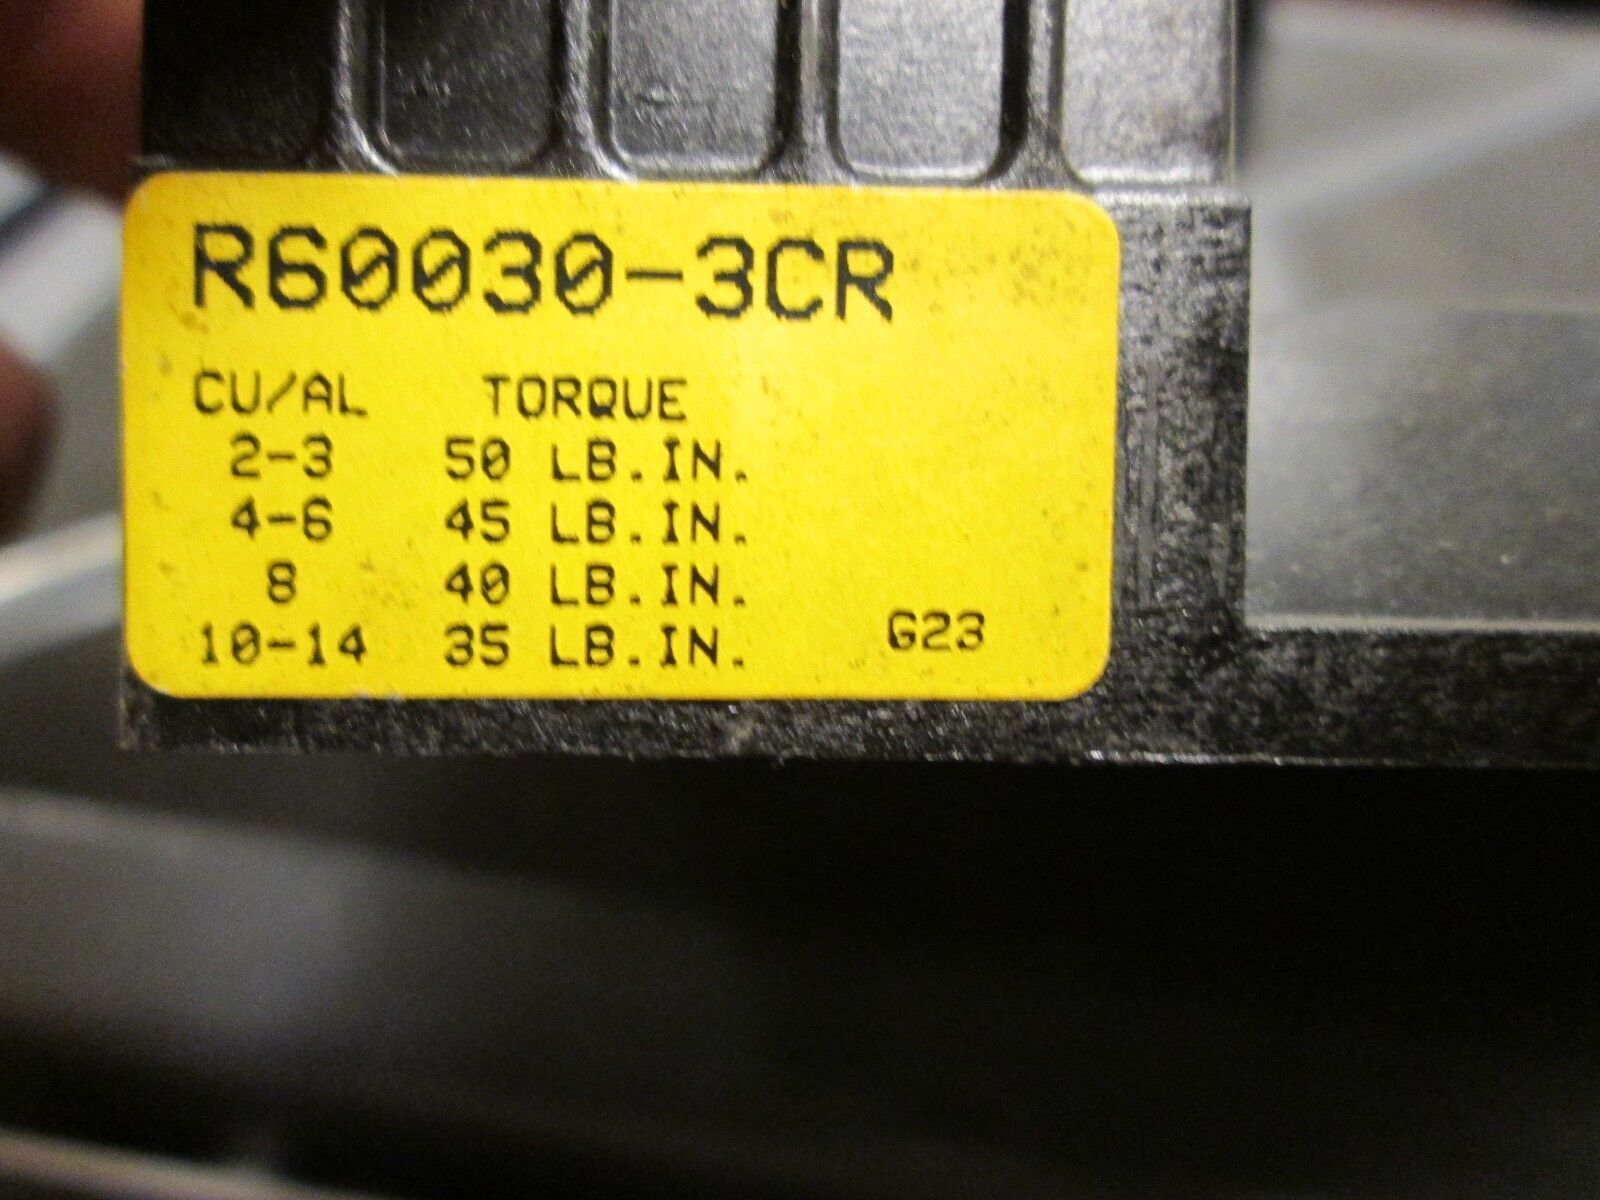 R60030-3CR
CU/AL TORQUE
2-3 50 LB.IN.
4-6 45 LB.IN.
8 40 LB.IN.
10-14 35 LB.IN. G23